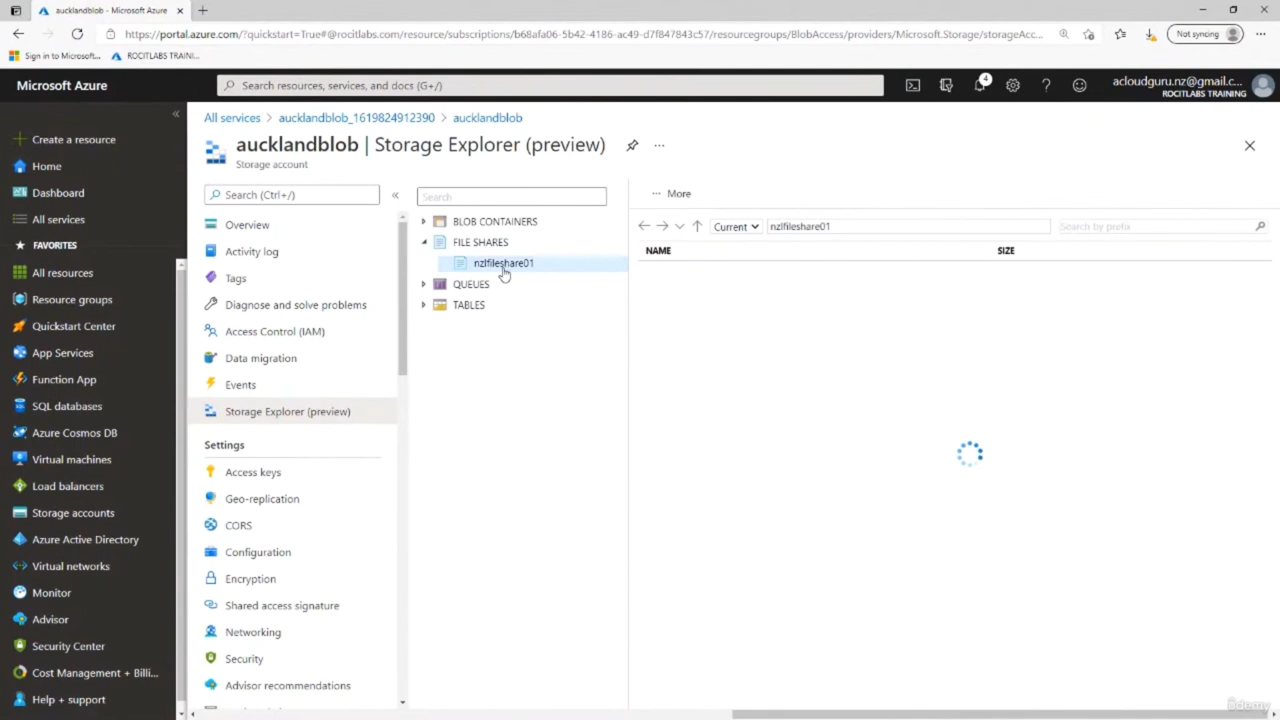 aucklandblob - Microsoft Azure
https://portal.azure.com/?quickstart=True#@rocitlabs.com/resource/subscriptions/b68afa06-5b42-4186-ac49-d7f847843c57/resourcegroups/BlobAccess/providers/Microsoft.Storage/storageAcc...
Not syncing
Sign in to Microsoft...
ROCITLABS TRAINI...
Microsoft Azure
Search resources, services, and docs (G+/)
4
acloudguru.nz@gmail.c...
ROCITLABS TRAINING
Create a resource
Home
Dashboard
All services
FAVORITES
All resources
Resource groups
Quickstart Center
App Services
Function App
SQL databases
Azure Cosmos DB
Virtual machines
Load balancers
Storage accounts
Azure Active Directory
Virtual networks
Monitor
Advisor
Security Center
Cost Management + Billi...
Help + support
All services > aucklandblob_1619824912390 > aucklandblob
aucklandblob | Storage Explorer (preview)
Storage account
Search (Ctrl+/)
Overview
Activity log
Tags
Diagnose and solve problems
Access Control (IAM)
Data migration
Events
Storage Explorer (preview)
Settings
Access keys
Geo-replication
CORS
Configuration
Encryption
Shared access signature
Networking
Security
Advisor recommendations
Search
BLOB CONTAINERS
FILE SHARES
nzlfileshare01
QUEUES
TABLES
More
Current
nzlfileshare01
Search by prefix
NAME
SIZE
ûdemy